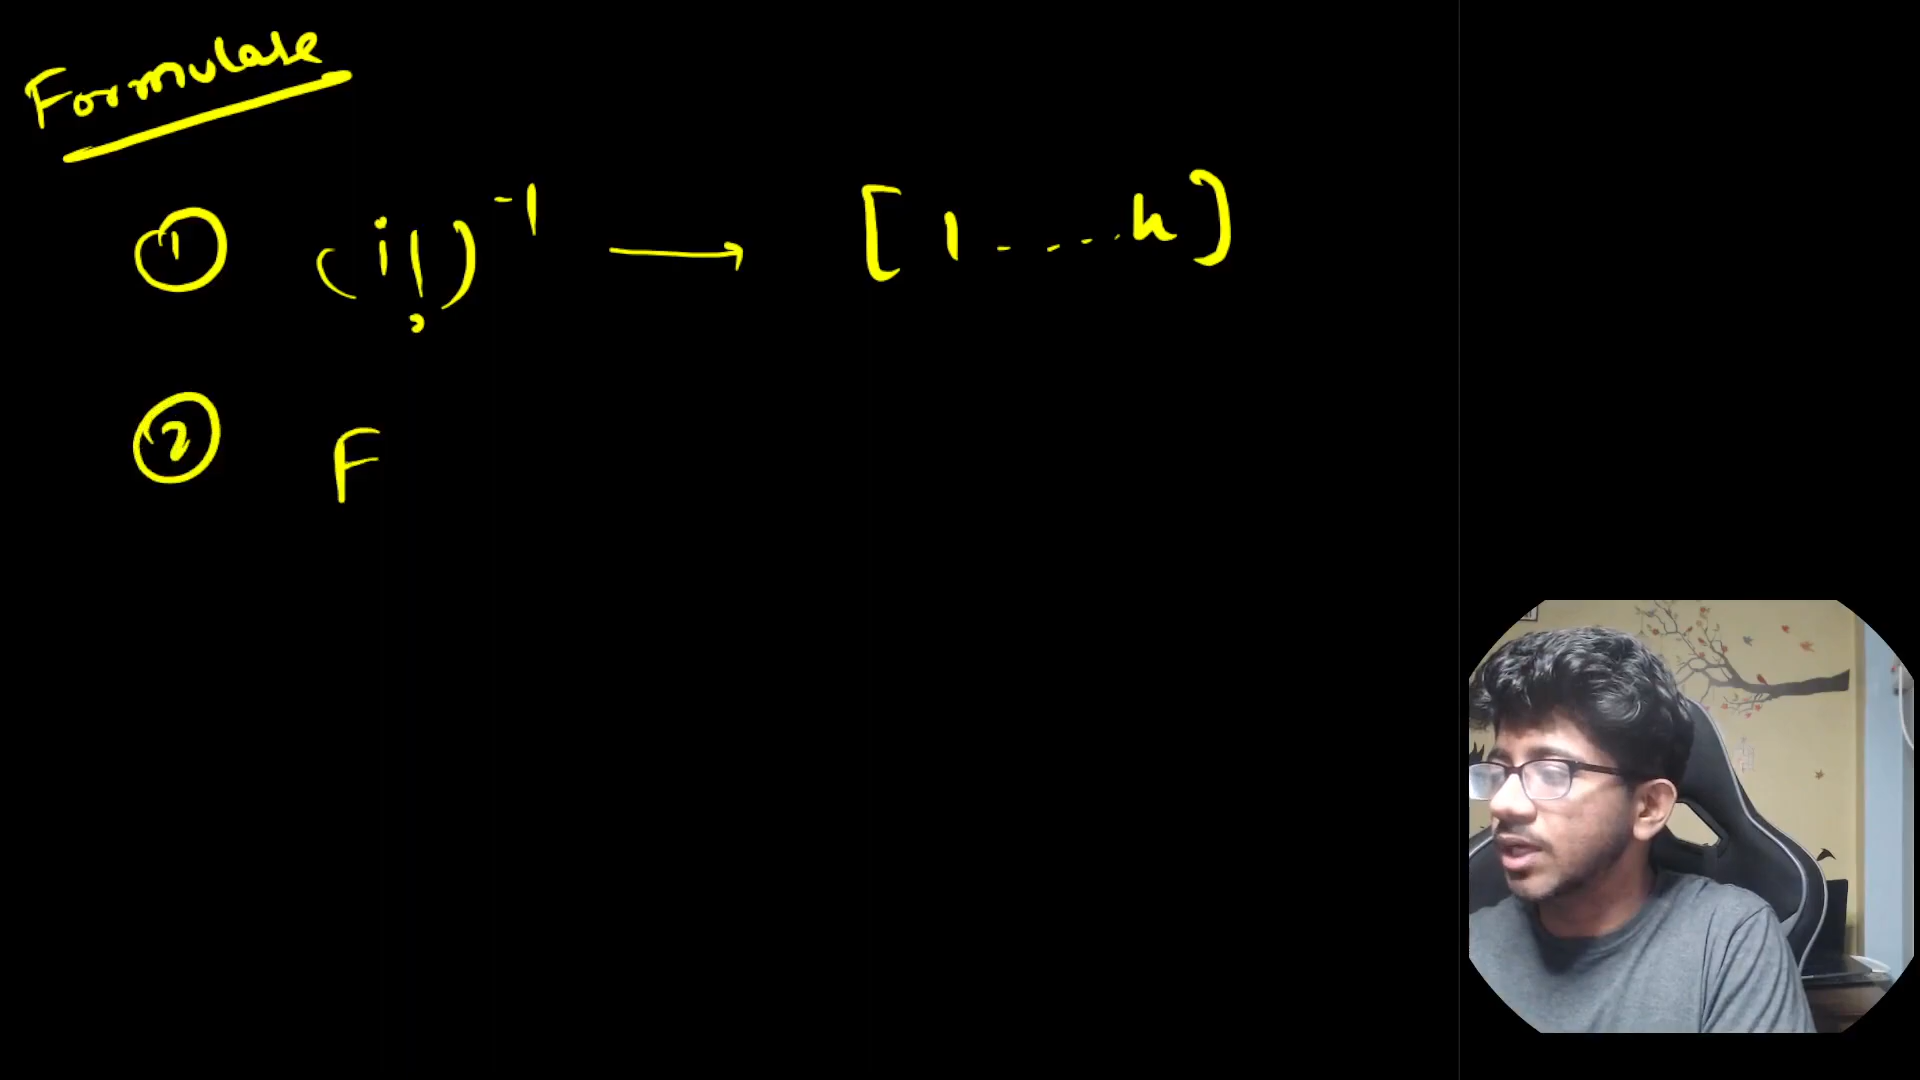 Formulate
① (i!)⁻¹ → [1 ....k]
② F